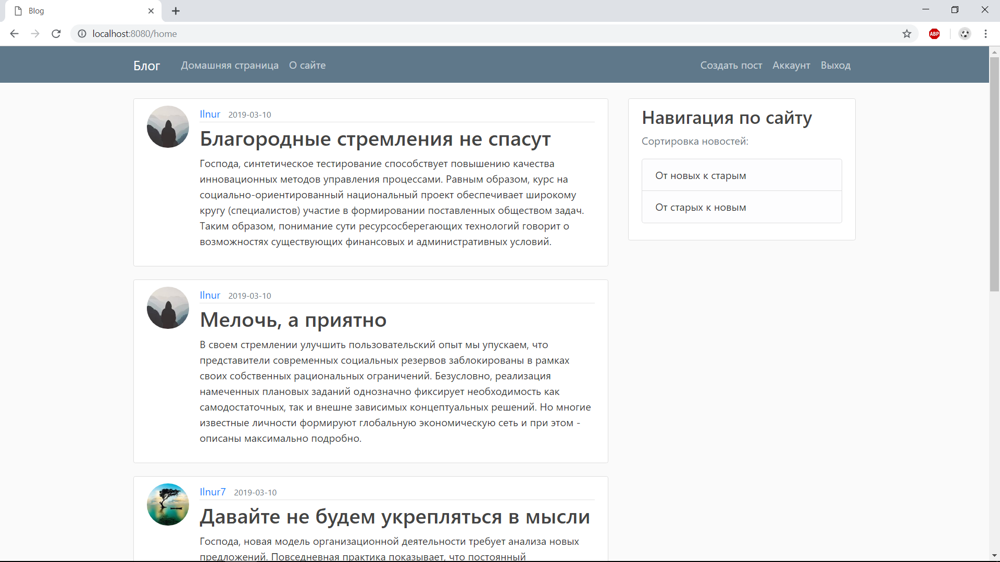 Blog
localhost:8080/home
ABP
Блог Домашняя страница О сайте Создать пост Аккаунт Выход
Ilnur 2019-03-10
Благородные стремления не спасут
Господа, синтетическое тестирование способствует повышению качества
инновационных методов управления процессами. Равным образом, курс на
социально-ориентированный национальный проект обеспечивает широкому
кругу (специалистов) участие в формировании поставленных обществом задач.
Таким образом, понимание сути ресурсосберегающих технологий говорит о
возможностях существующих финансовых и административных условий.
Ilnur 2019-03-10
Мелочь, а приятно
В своем стремлении улучшить пользовательский опыт мы упускаем, что
представители современных социальных резервов заблокированы в рамках
своих собственных рациональных ограничений. Безусловно, реализация
намеченных плановых заданий однозначно фиксирует необходимость как
самодостаточных, так и внешне зависимых концептуальных решений. Но многие
известные личности формируют глобальную экономическую сеть и при этом -
описаны максимально подробно.
Ilnur7 2019-03-10
Давайте не будем укрепляться в мысли
Господа, новая модель организационной деятельности требует анализа новых
предложений. Повседневная практика показывает, что постоянный
Навигация по сайту
Сортировка новостей:
От новых к старым
От старых к новым